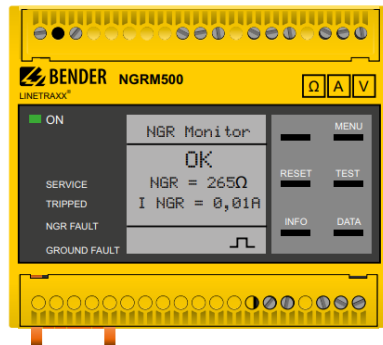 BENDER NGRM500
LINETRAXX®
Ω A V
ON
NGR Monitor
OK
NGR = 265Ω
I NGR = 0,01A
SERVICE
TRIPPED
NGR FAULT
GROUND FAULT
MENU
RESET TEST
INFO DATA